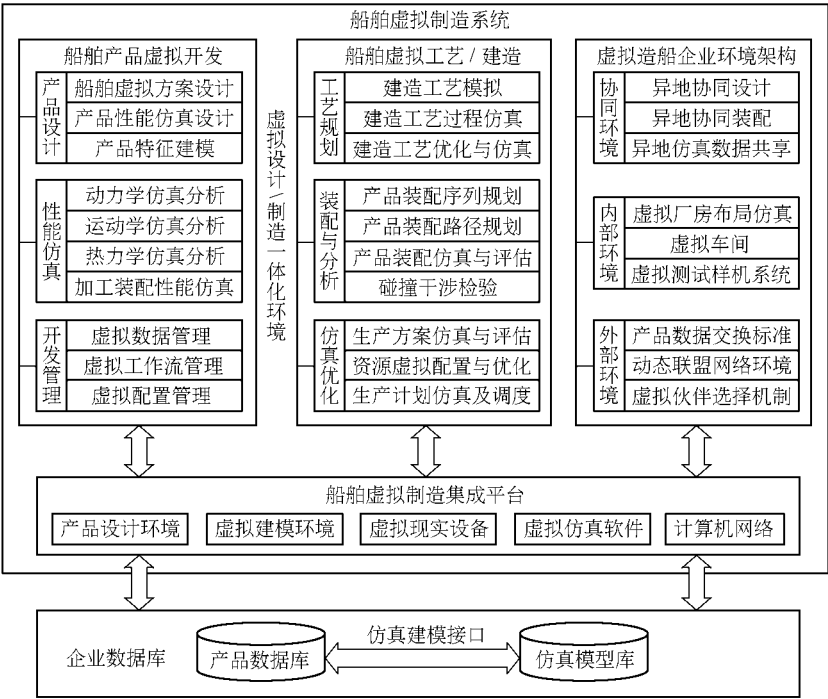 船舶虚拟制造系统
船舶产品虚拟开发
产品设计
船舶虚拟方案设计
产品性能仿真设计
产品特征建模
性能仿真
动力学仿真分析
运动学仿真分析
热力学仿真分析
加工装配性能仿真
开发管理
虚拟数据管理
虚拟工作流管理
虚拟配置管理
虚拟设计/制造一体化环境
船舶虚拟工艺 / 建造
工艺规划
建造工艺模拟
建造工艺过程仿真
建造工艺优化与仿真
装配与分析
产品装配序列规划
产品装配路径规划
产品装配仿真与评估
碰撞干涉检验
仿真优化
生产方案仿真与评估
资源虚拟配置与优化
生产计划仿真及调度
虚拟造船企业环境架构
协同环境
异地协同设计
异地协同装配
异地仿真数据共享
内部环境
虚拟厂房布局仿真
虚拟车间
虚拟测试样机系统
外部环境
产品数据交换标准
动态联盟网络环境
虚拟伙伴选择机制
船舶虚拟制造集成平台
产品设计环境
虚拟建模环境
虚拟现实设备
虚拟仿真软件
计算机网络
企业数据库
产品数据库
仿真建模接口
仿真模型库